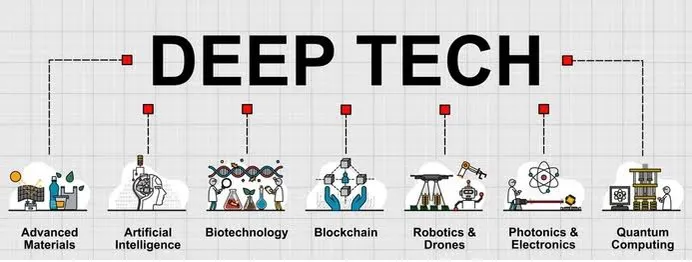 DEEP TECH
Advanced
Materials
Artificial
Intelligence
Biotechnology
Blockchain
Robotics &
Drones
Photonics &
Electronics
Quantum
Computing